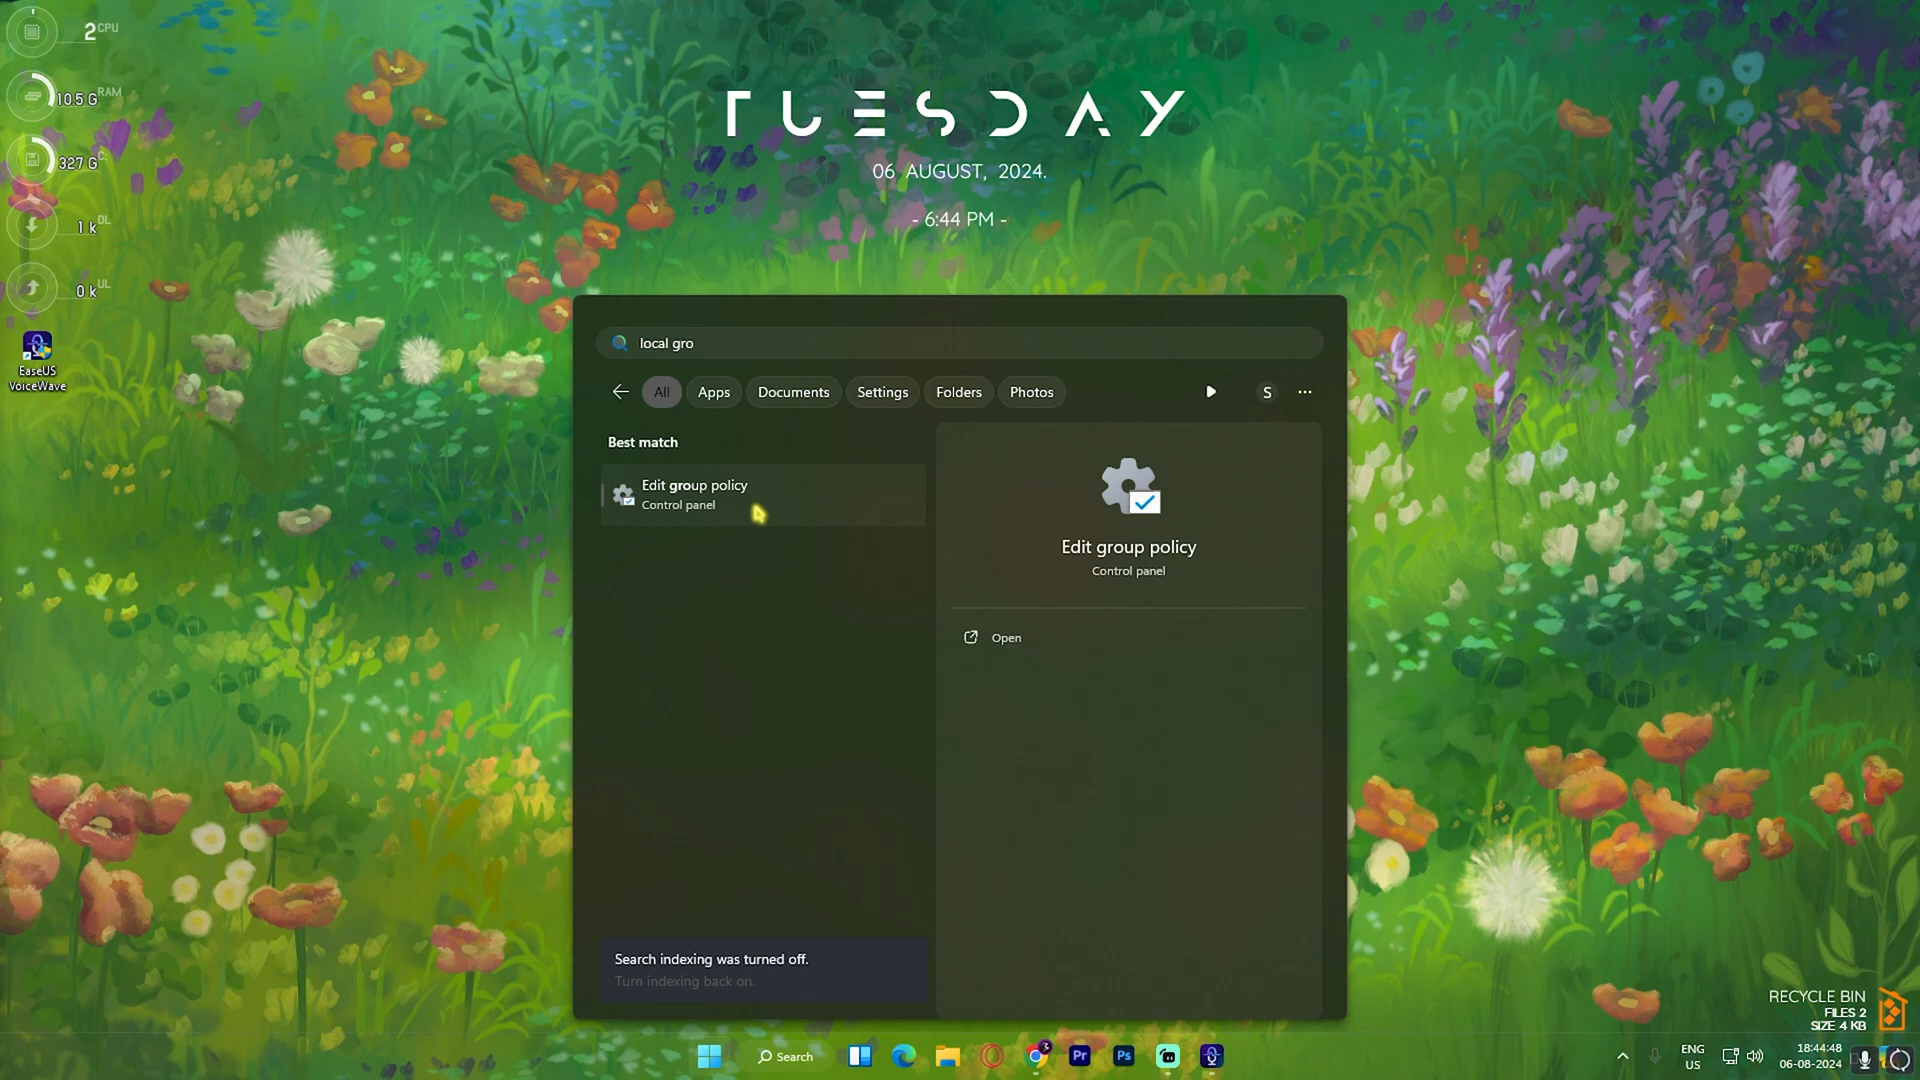 2 CPU
10.5 G RAM
327 G C:
1 k DL
0 k UL
EaseUS
VoiceWave
TUESDAY
06 AUGUST, 2024.
- 6:44 PM -
local gro
All
Apps
Documents
Settings
Folders
Photos
S
Best match
Edit group policy
Control panel
Edit group policy
Control panel
Open
Search indexing was turned off.
Turn indexing back on.
RECYCLE BIN
FILES 2
SIZE 4 KB
Search
3
Pr
Ps
ENG
US
18:44:48
06-08-2024